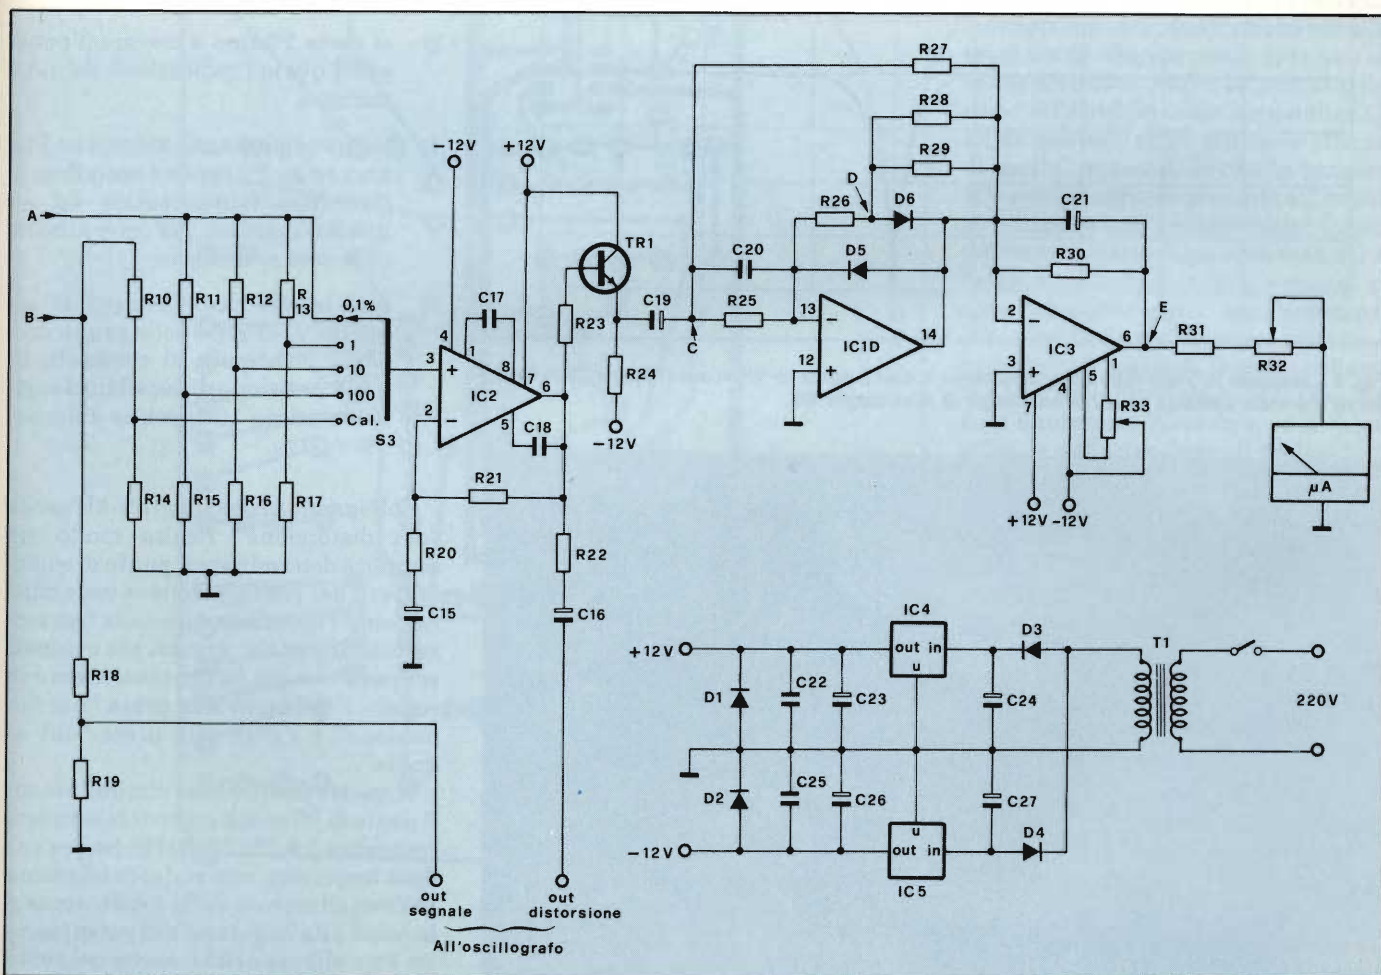 R27
R28
R29
-12V +12V
A
B
R10
R11
R12
R 13
0,1%
1
10
100
Cal.
S3
R14
R15
R16
R17
4
3
2
1
8
7
6
5
+
-
IC2
C17
C18
R20
R21
R22
C15
C16
R23
TR1
R24
-12V
C19
C
C20
R25
R26
D
D6
D5
13
12
14
-
+
IC1D
C21
R30
2
3
7
4
5
1
6
-
+
IC3
E
R31
R32
R33
+12V -12V
µA
R18
R19
out segnale
out distorsione
All'oscillografo
+12V
-12V
D1
D2
C22
C23
C25
C26
IC4
out in
u
u
out in
IC5
C24
C27
D3
D4
T1
220V